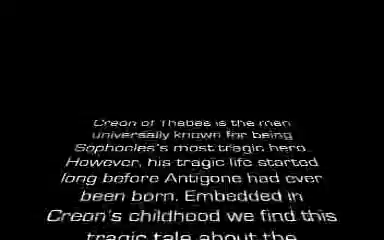 Creon of Thebes is the man
universally known for being
Sophocles's most tragic hero.
However, his tragic life started
long before Antigone had ever
been born. Embedded in
Creon's childhood we find this
tragic tale about the